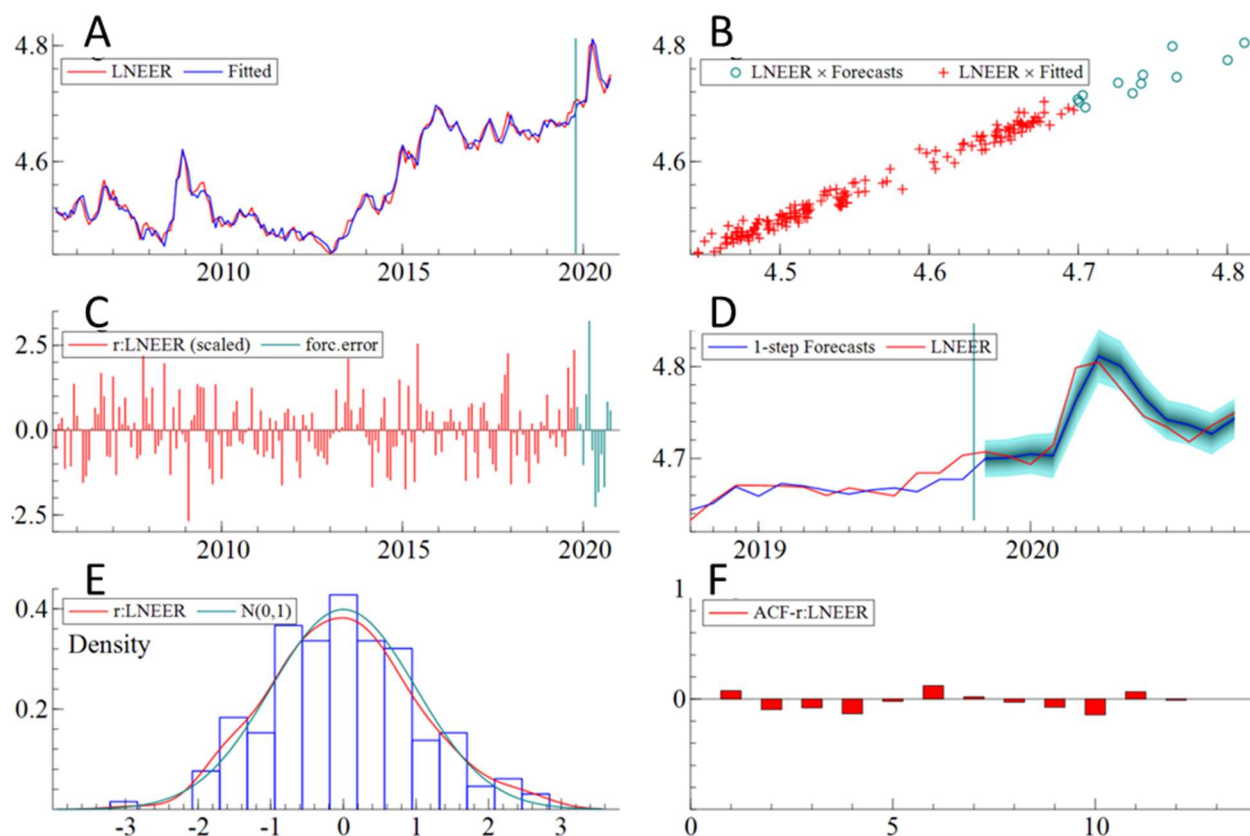 A
4.8
LNEER Fitted
4.6
2010 2015 2020
B
4.8
LNEER × Forecasts LNEER × Fitted
4.6
4.5 4.6 4.7 4.8
C
2.5
r:LNEER (scaled) forc.error
0.0
-2.5
2010 2015 2020
D
1-step Forecasts LNEER
4.8
4.7
2019 2020
E
r:LNEER N(0,1)
0.4
Density
0.2
-3 -2 -1 0 1 2 3
F
1
ACF-r:LNEER
0
0 5 10